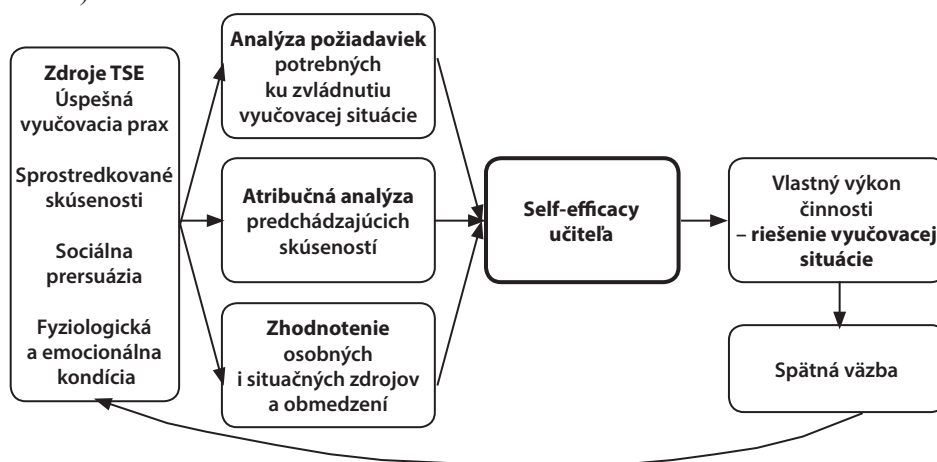 Zdroje TSE
Úspešná
vyučovacia prax
Sprostredkované
skúsenosti
Sociálna
prersuázia
Fyziologická
a emocionálna
kondícia
Analýza požiadaviek
potrebných
ku zvládnutiu
vyučovacej situácie
Atribučná analýza
predchádzajúcich
skúseností
Zhodnotenie
osobných
i situačných zdrojov
a obmedzení
Self-efficacy
učiteľa
Vlastný výkon
činnosti
– riešenie vyučovacej
situácie
Spätná väzba